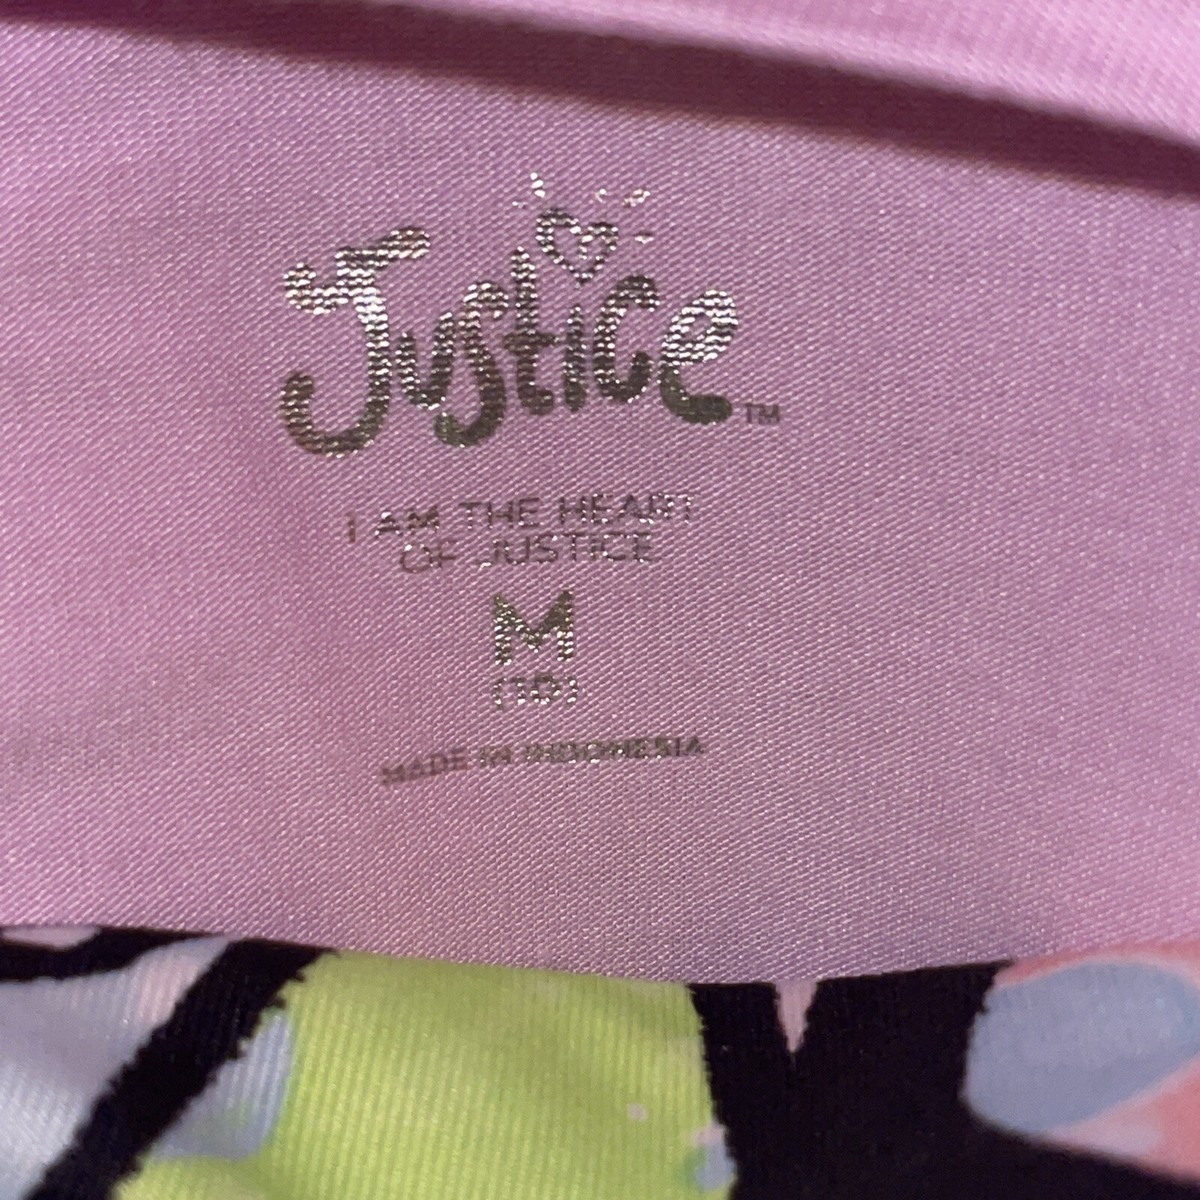 Justice™
I AM THE HEART
OF JUSTICE
M
(10)
MADE IN INDONESIA